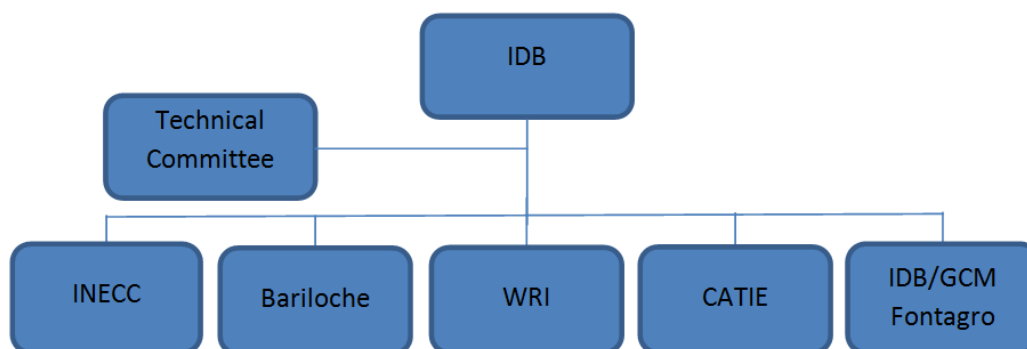 IDB
Technical
Committee
INECC
Bariloche
WRI
CATIE
IDB/GCM
Fontagro